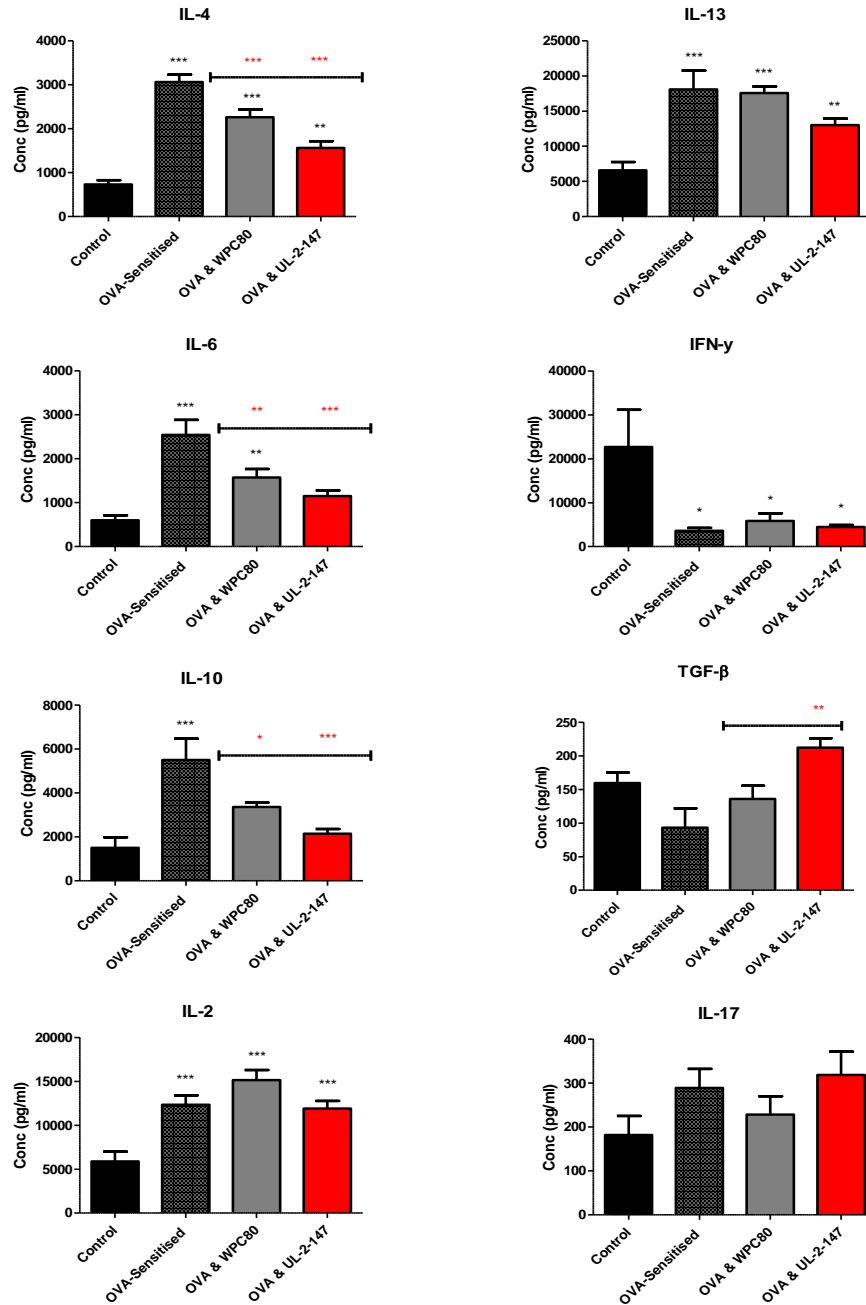 IL-4
Conc (pg/ml)
4000
3000
2000
1000
0
***
***
***
***
**
Control
OVA-Sensitised
OVA & WPC80
OVA & UL-2-147
IL-13
Conc (pg/ml)
25000
20000
15000
10000
5000
0
***
***
**
Control
OVA-Sensitised
OVA & WPC80
OVA & UL-2-147
IL-6
Conc (pg/ml)
4000
3000
2000
1000
0
***
**
***
**
Control
OVA-Sensitised
OVA & WPC80
OVA & UL-2-147
IFN-y
Conc (pg/ml)
40000
30000
20000
10000
0
*
*
*
Control
OVA-Sensitised
OVA & WPC80
OVA & UL-2-147
IL-10
Conc (pg/ml)
8000
6000
4000
2000
0
***
*
***
Control
OVA-Sensitised
OVA & WPC80
OVA & UL-2-147
TGF-β
Conc (pg/ml)
250
200
150
100
50
0
**
Control
OVA-Sensitised
OVA & WPC80
OVA & UL-2-147
IL-2
Conc (pg/ml)
20000
15000
10000
5000
0
***
***
***
Control
OVA-Sensitised
OVA & WPC80
OVA & UL-2-147
IL-17
Conc (pg/ml)
400
300
200
100
0
Control
OVA-Sensitised
OVA & WPC80
OVA & UL-2-147